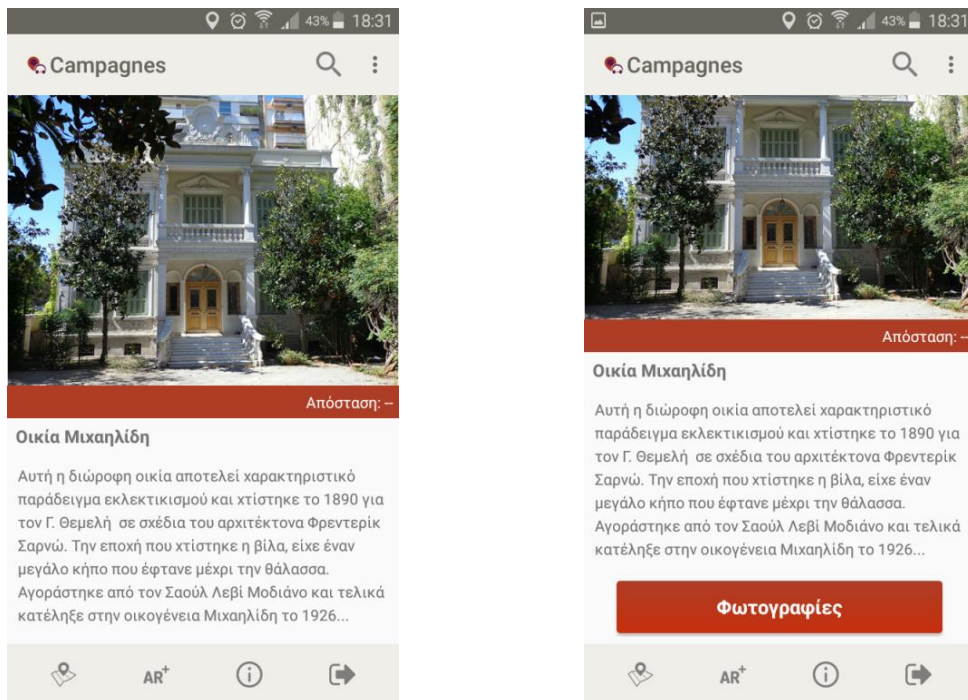 43% 18:31
Campagnes
Απόσταση: --
Οικία Μιχαηλίδη
Αυτή η διώροφη οικία αποτελεί χαρακτηριστικό
παράδειγμα εκλεκτικισμού και χτίστηκε το 1890 για
τον Γ. Θεμελή  σε σχέδια του αρχιτέκτονα Φρεντερίκ
Σαρνώ. Την εποχή που χτίστηκε η βίλα, είχε έναν
μεγάλο κήπο που έφτανε μέχρι την θάλασσα.
Αγοράστηκε από τον Σαούλ Λεβί Μοδιάνο και τελικά
κατέληξε στην οικογένεια Μιχαηλίδη το 1926...
AR+
43% 18:31
Campagnes
Απόσταση: --
Οικία Μιχαηλίδη
Αυτή η διώροφη οικία αποτελεί χαρακτηριστικό
παράδειγμα εκλεκτικισμού και χτίστηκε το 1890 για
τον Γ. Θεμελή  σε σχέδια του αρχιτέκτονα Φρεντερίκ
Σαρνώ. Την εποχή που χτίστηκε η βίλα, είχε έναν
μεγάλο κήπο που έφτανε μέχρι την θάλασσα.
Αγοράστηκε από τον Σαούλ Λεβί Μοδιάνο και τελικά
κατέληξε στην οικογένεια Μιχαηλίδη το 1926...
Φωτογραφίες
AR+